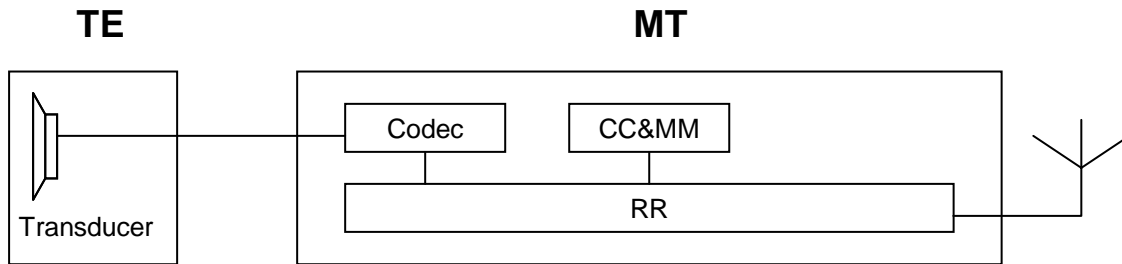 TE
MT
Codec
CC&MM
RR
Transducer